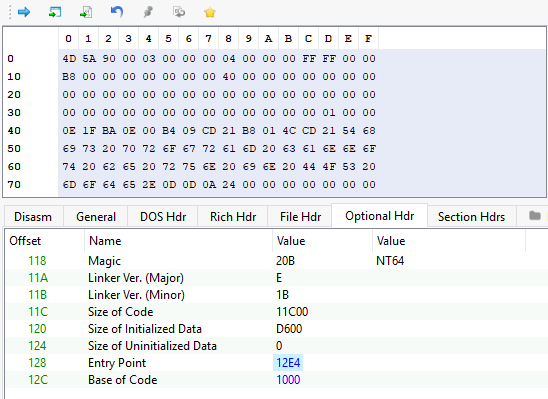 0 1 2 3 4 5 6 7 8 9 A B C D E F
0 4D 5A 90 00 03 00 00 00 04 00 00 00 FF FF 00 00
10 B8 00 00 00 00 00 00 00 40 00 00 00 00 00 00 00
20 00 00 00 00 00 00 00 00 00 00 00 00 00 00 00 00
30 00 00 00 00 00 00 00 00 00 00 00 00 00 01 00 00
40 0E 1F BA 0E 00 B4 09 CD 21 B8 01 4C CD 21 54 68
50 69 73 20 70 72 6F 67 72 61 6D 20 63 61 6E 6E 6F
60 74 20 62 65 20 72 75 6E 20 69 6E 20 44 4F 53 20
70 6D 6F 64 65 2E 0D 0D 0A 24 00 00 00 00 00 00 00
Disasm General DOS Hdr Rich Hdr File Hdr Optional Hdr Section Hdrs
Offset Name Value Value
118 Magic 20B NT64
11A Linker Ver. (Major) E
11B Linker Ver. (Minor) 1B
11C Size of Code 11C00
120 Size of Initialized Data D600
124 Size of Uninitialized Data 0
128 Entry Point 12E4
12C Base of Code 1000